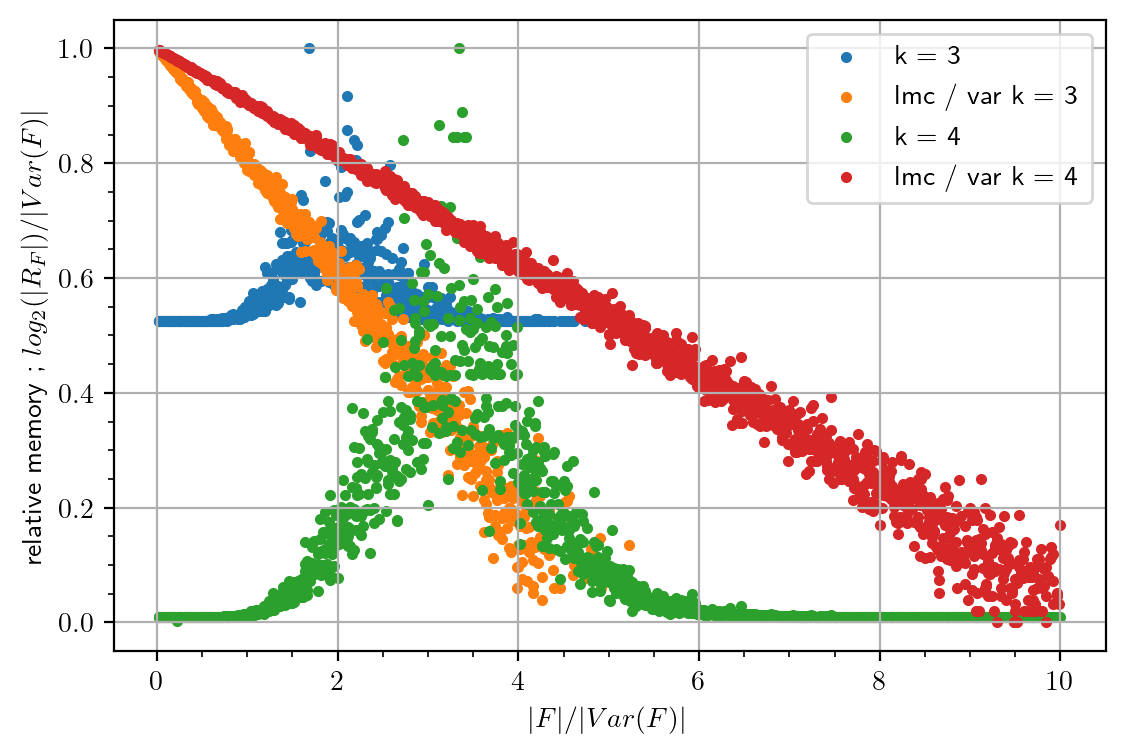 1.0
0.8
0.6
0.4
0.2
0.0
relative memory ; $log_2(|R_F|)/|Var(F)|$
k = 3
lmc / var k = 3
k = 4
lmc / var k = 4
0 2 4 6 8 10
$|F|/|Var(F)|$